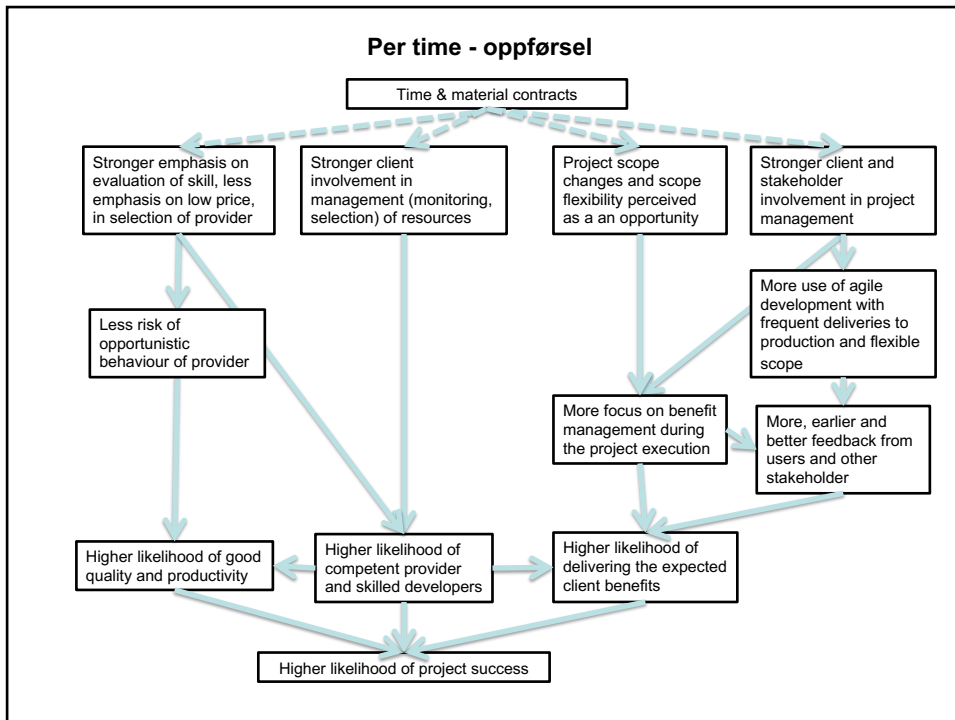 Per time - oppførsel
Time & material contracts
Stronger emphasis on
evaluation of skill, less
emphasis on low price,
in selection of provider
Stronger client
involvement in
management (monitoring,
selection) of resources
Project scope
changes and scope
flexibility perceived
as a an opportunity
Stronger client and
stakeholder
involvement in project
management
More use of agile
development with
frequent deliveries to
production and flexible
scope
Less risk of
opportunistic
behaviour of provider
More focus on benefit
management during
the project execution
More, earlier and
better feedback from
users and other
stakeholder
Higher likelihood of good
quality and productivity
Higher likelihood of
competent provider
and skilled developers
Higher likelihood of
delivering the expected
client benefits
Higher likelihood of project success